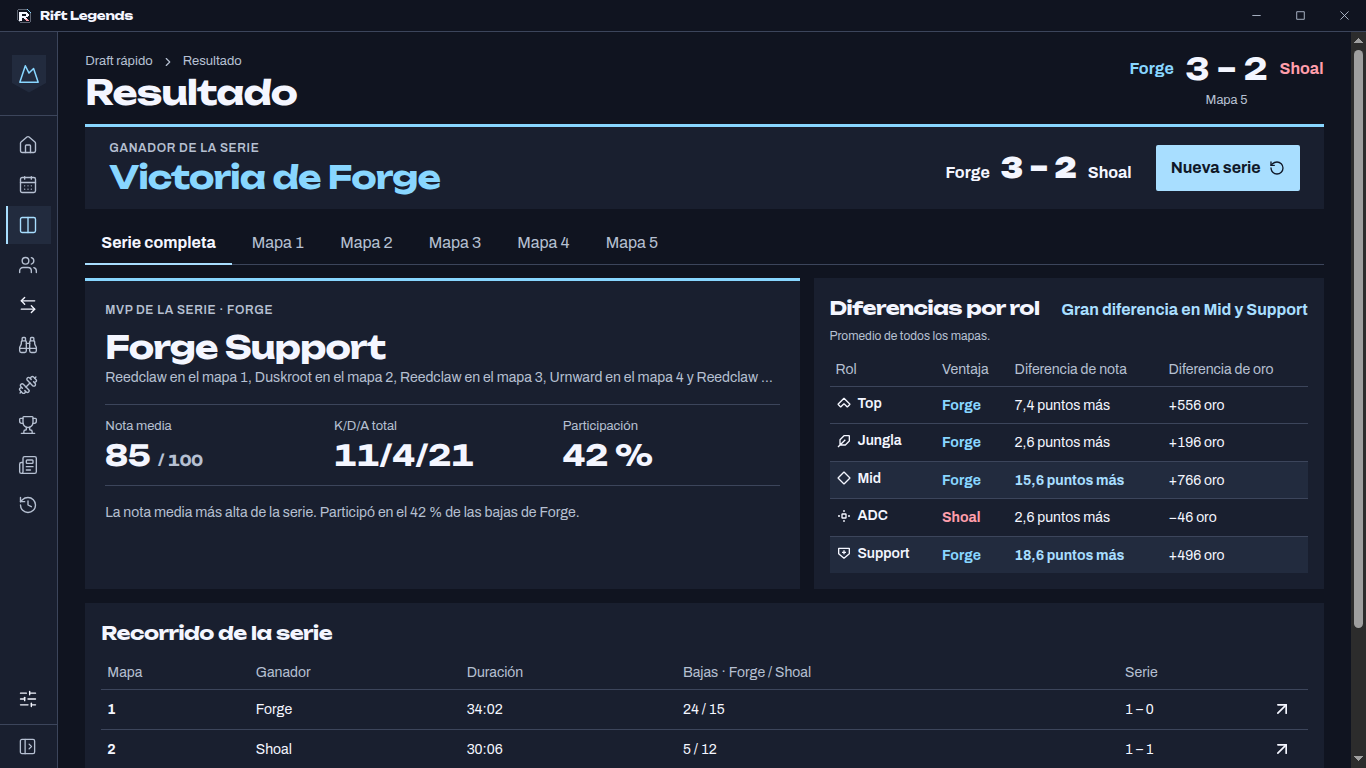 Rift Legends
Draft rápido > Resultado
Resultado
Forge 3 – 2 Shoal
Mapa 5
GANADOR DE LA SERIE
Victoria de Forge
Forge 3 – 2 Shoal
Nueva serie
Serie completa Mapa 1 Mapa 2 Mapa 3 Mapa 4 Mapa 5
MVP DE LA SERIE · FORGE
Forge Support
Reedclaw en el mapa 1, Duskroot en el mapa 2, Reedclaw en el mapa 3, Urnward en el mapa 4 y Reedclaw ...
Nota media K/D/A total Participación
85 / 100 11/4/21 42 %
La nota media más alta de la serie. Participó en el 42 % de las bajas de Forge.
Diferencias por rol Gran diferencia en Mid y Support
Promedio de todos los mapas.
Rol Ventaja Diferencia de nota Diferencia de oro
Top Forge 7,4 puntos más +556 oro
Jungla Forge 2,6 puntos más +196 oro
Mid Forge 15,6 puntos más +766 oro
ADC Shoal 2,6 puntos más −46 oro
Support Forge 18,6 puntos más +496 oro
Recorrido de la serie
Mapa Ganador Duración Bajas · Forge / Shoal Serie
1 Forge 34:02 24 / 15 1 – 0
2 Shoal 30:06 5 / 12 1 – 1